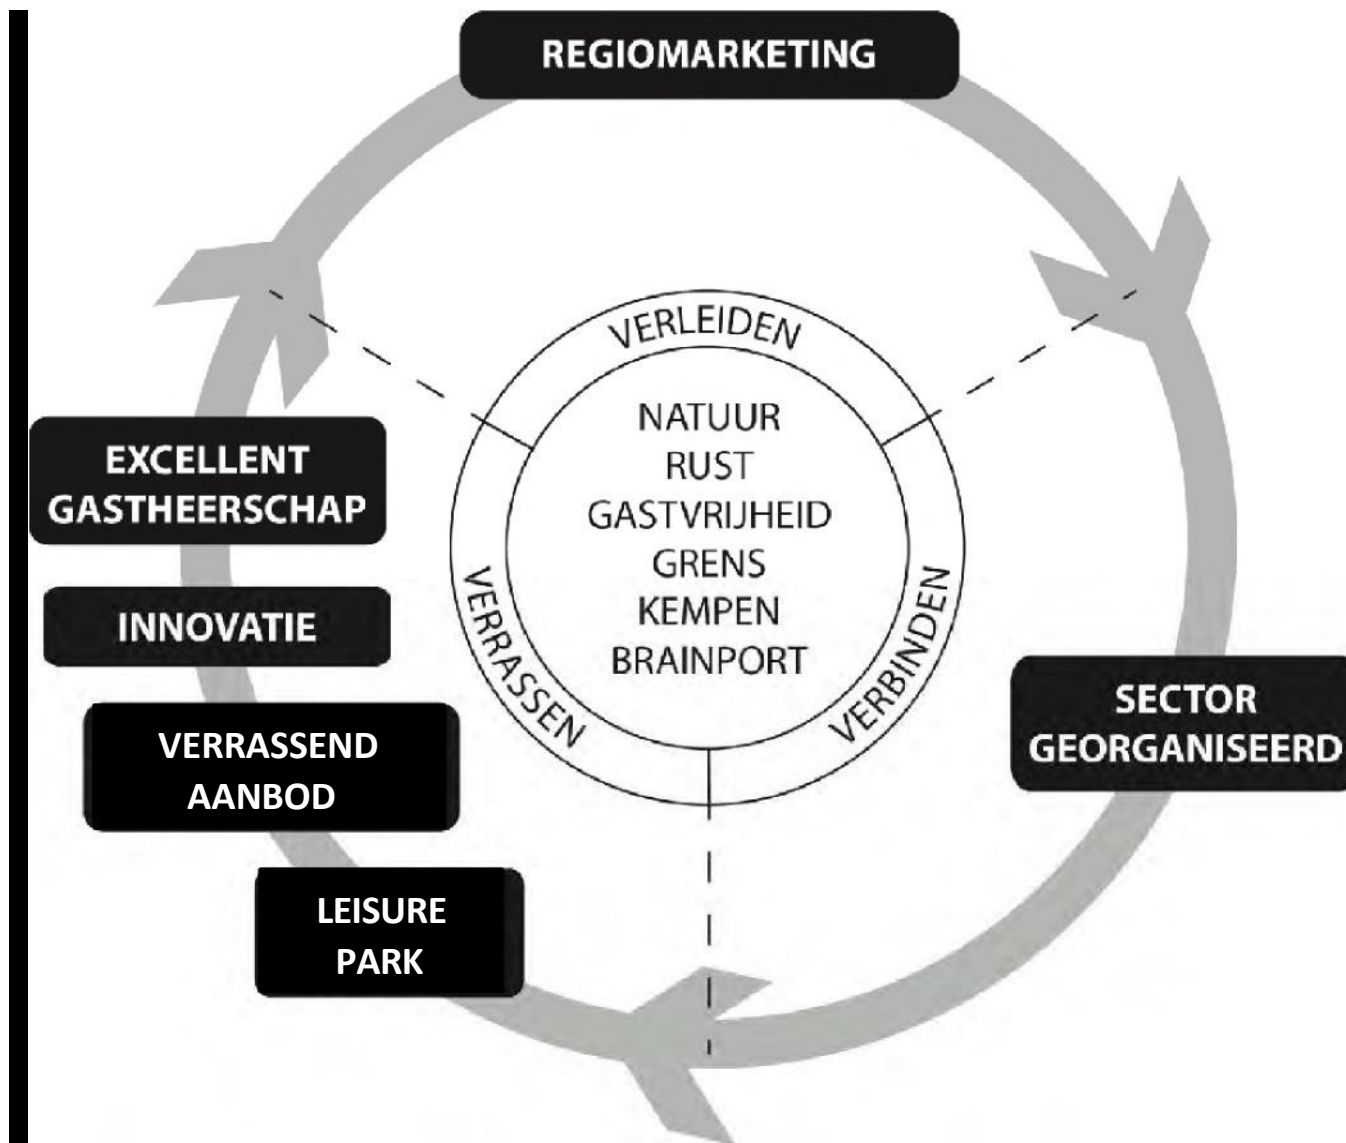 REGIOMARKETING
VERLEIDEN
NATUUR
RUST
GASTVRIJHEID
GRENS
KEMPEN
BRAINPORT
VERRASSEN
VERBINDEN
EXCELLENT
GASTHEERSCHAP
INNOVATIE
VERRASSEND
AANBOD
LEISURE
PARK
SECTOR
GEORGANISEERD